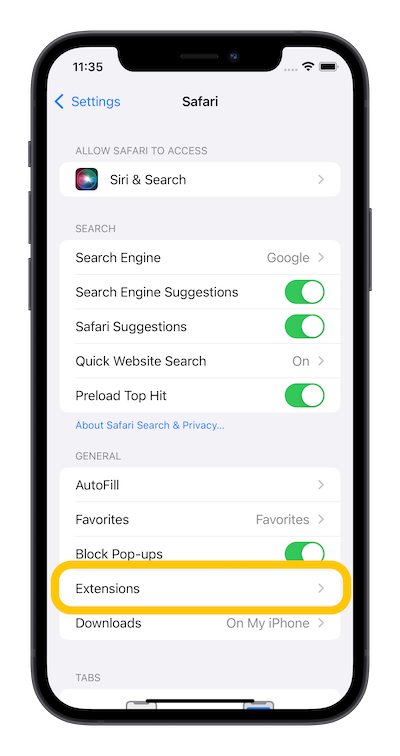 11:35
Settings
Safari
ALLOW SAFARI TO ACCESS
Siri & Search
SEARCH
Search Engine Google
Search Engine Suggestions
Safari Suggestions
Quick Website Search On
Preload Top Hit
About Safari Search & Privacy...
GENERAL
AutoFill
Favorites Favorites
Block Pop-ups
Extensions
Downloads On My iPhone
TABS